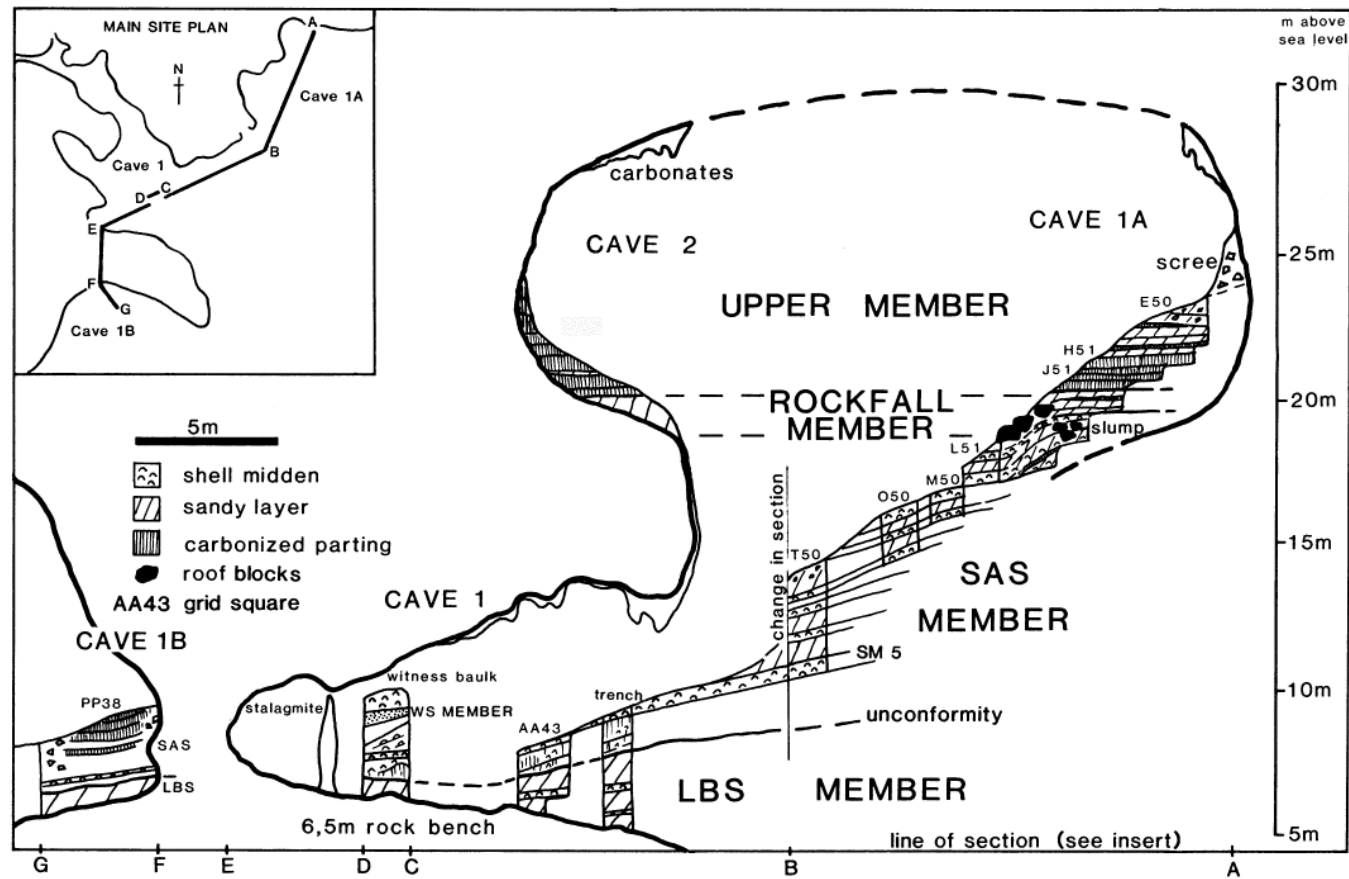 MAIN SITE PLAN
N
A
Cave 1A
B
Cave 1
C
D
E
F
G
Cave 1B
m above
sea level
30m
25m
20m
15m
10m
5m
carbonates
CAVE 2
CAVE 1A
scree
UPPER MEMBER
E50
H51
J51
ROCKFALL
MEMBER
slump
L51
M50
O50
T50
change in section
SAS
MEMBER
SM 5
unconformity
LBS MEMBER
5m
shell midden
sandy layer
carbonized parting
roof blocks
AA43 grid square
CAVE 1
CAVE 1B
PP38
SAS
LBS
stalagmite
witness baulk
WS MEMBER
AA43
trench
6,5m rock bench
line of section (see insert)
G F E D C B A